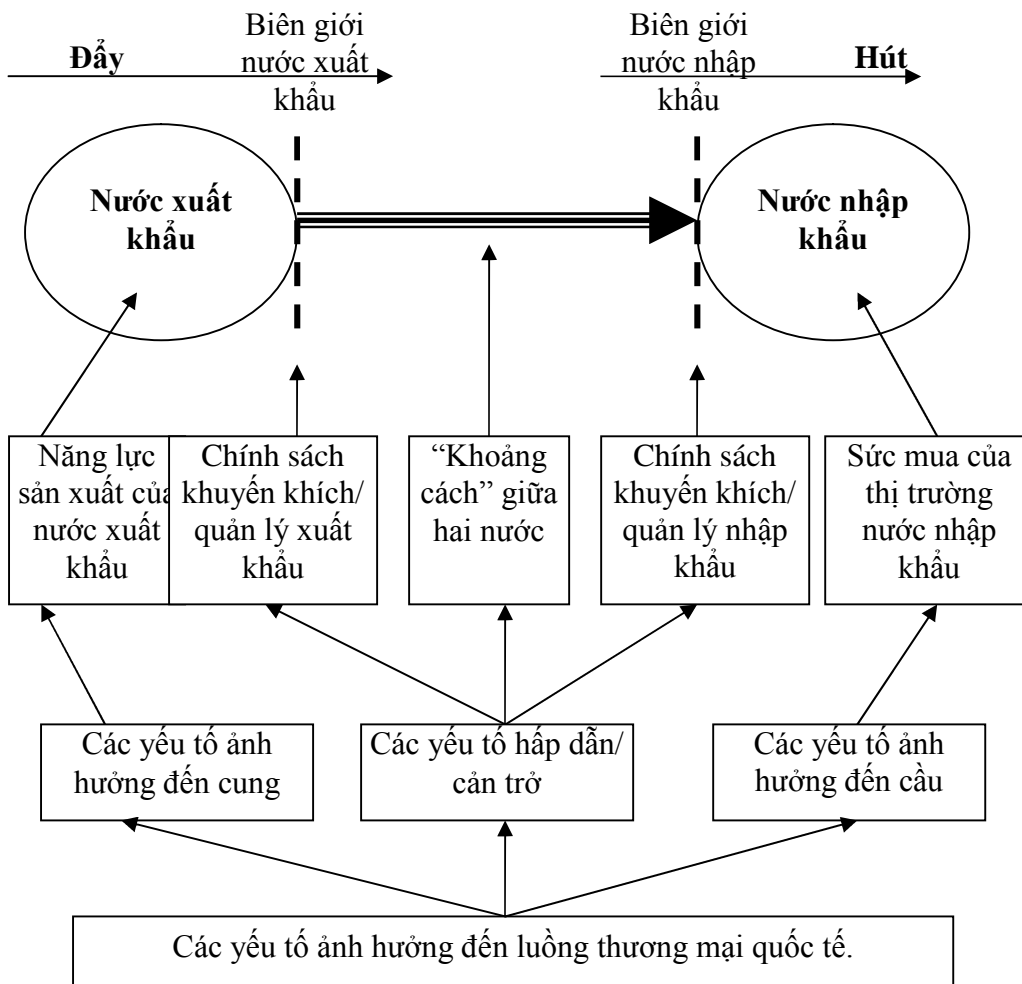 Đẩy
Biên giới
nước xuất
khẩu
Biên giới
nước nhập
khẩu
Hút
Nước xuất
khẩu
Nước nhập
khẩu
Năng lực
sản xuất của
nước xuất
khẩu
Chính sách
khuyến khích/
quản lý xuất
khẩu
“Khoảng
cách” giữa
hai nước
Chính sách
khuyến khích/
quản lý nhập
khẩu
Sức mua của
thị trường
nước nhập
khẩu
Các yếu tố ảnh
hưởng đến cung
Các yếu tố hấp dẫn/
cản trở
Các yếu tố ảnh
hưởng đến cầu
Các yếu tố ảnh hưởng đến luồng thương mại quốc tế.